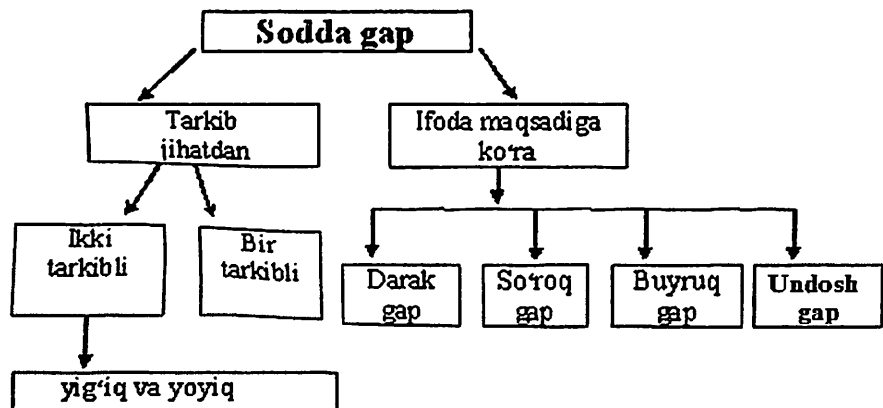 Sodda gap
Tarkib
jihatdan
Ifoda maqsadiga
ko‘ra
Ikki
tarkibli
Bir
tarkibli
Darak
gap
So‘roq
gap
Buyruq
gap
Undosh
gap
yig‘iq va yoyiq